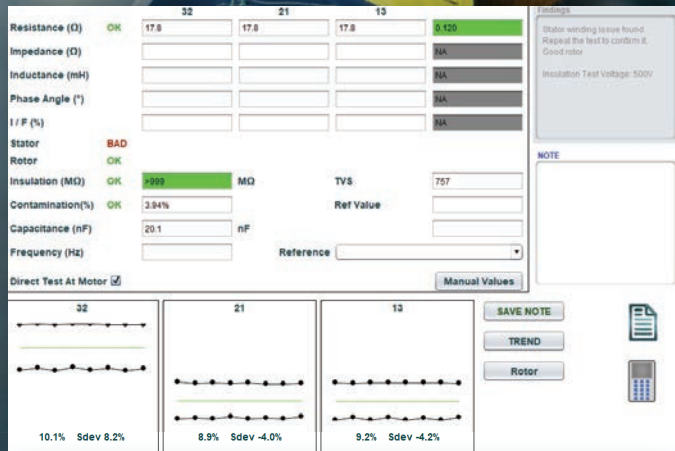 32 21 13
Resistance (Ω) OK 17.8 17.8 17.8 0.120
Impedance (Ω) NA
Inductance (mH) NA
Phase Angle (°) NA
I / F (%) NA
Stator BAD
Rotor OK
Insulation (MΩ) OK >999 MΩ TVS 757
Contamination(%) OK 3.94% Ref Value
Capacitance (nF) 20.1 nF
Frequency (Hz) Reference
Direct Test At Motor Manual Values
Findings
Stator winding issue found.
Repeat the test to confirm it.
Good rotor
Insulation Test Voltage: 500V
NOTE
32 21 13
10.1% Sdev 8.2% 8.9% Sdev -4.0% 9.2% Sdev -4.2%
SAVE NOTE
TREND
Rotor